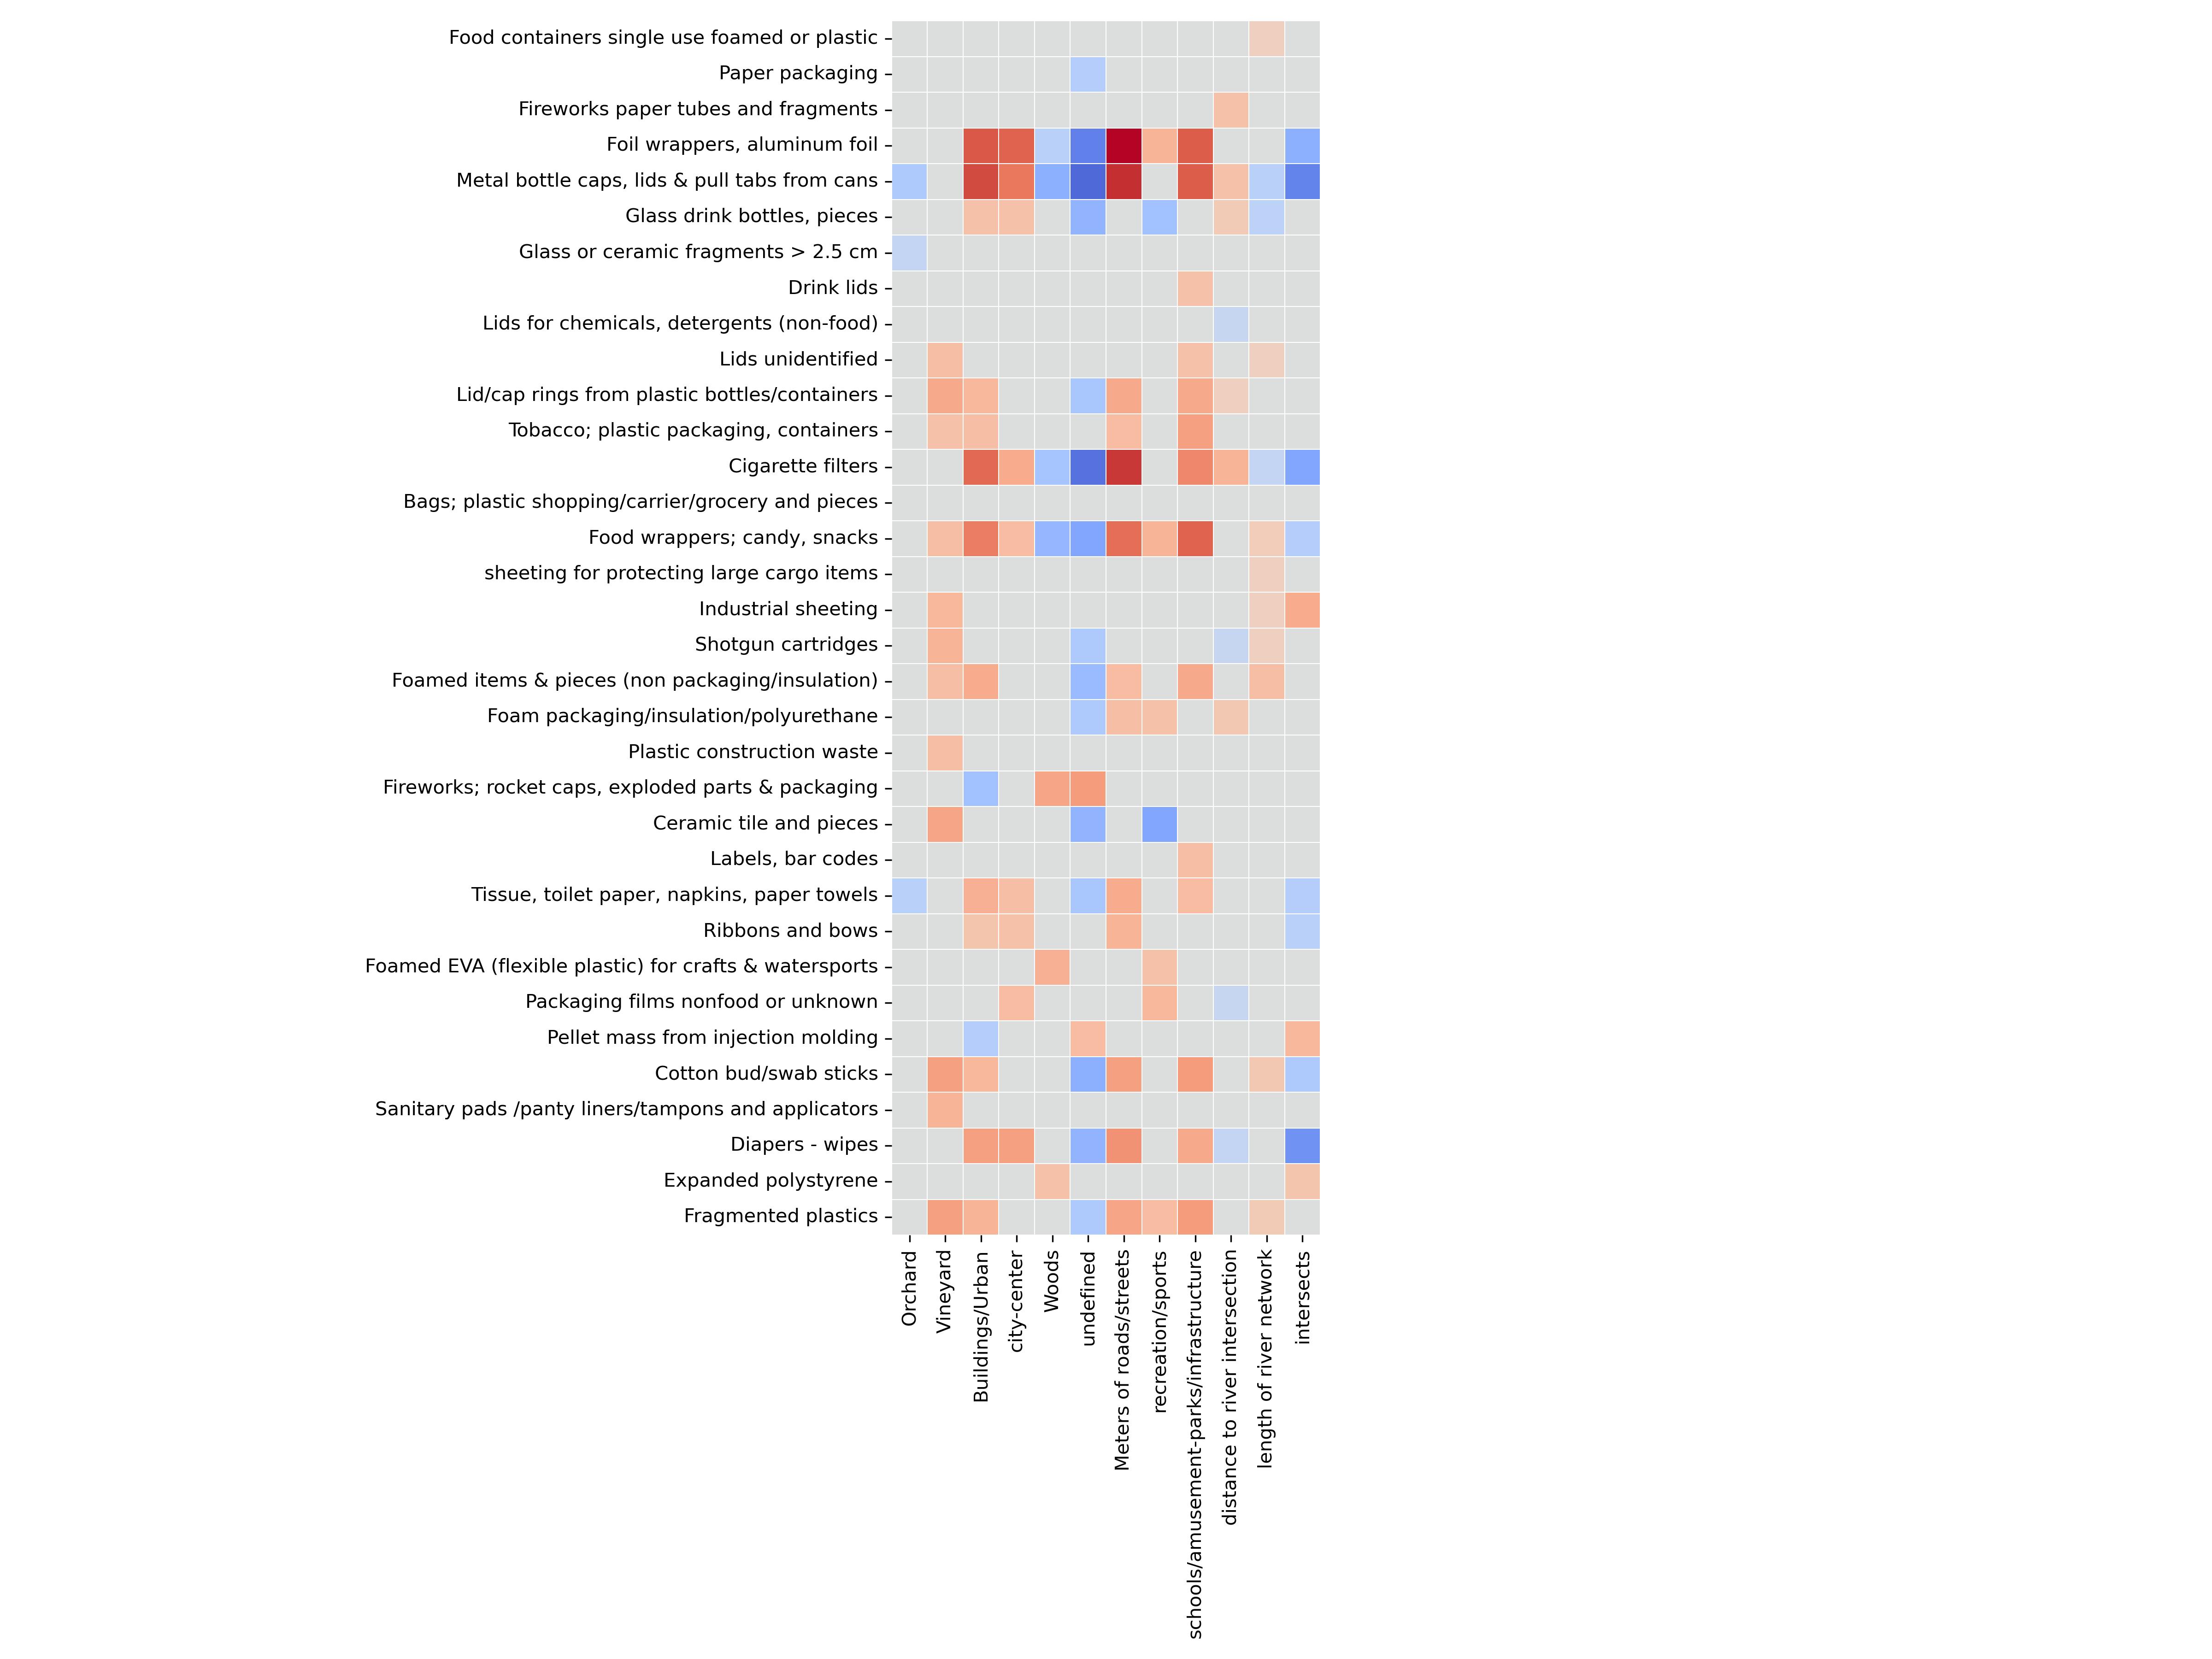 Food containers single use foamed or plastic
Paper packaging
Fireworks paper tubes and fragments
Foil wrappers, aluminum foil
Metal bottle caps, lids & pull tabs from cans
Glass drink bottles, pieces
Glass or ceramic fragments > 2.5 cm
Drink lids
Lids for chemicals, detergents (non-food)
Lids unidentified
Lid/cap rings from plastic bottles/containers
Tobacco; plastic packaging, containers
Cigarette filters
Bags; plastic shopping/carrier/grocery and pieces
Food wrappers; candy, snacks
sheeting for protecting large cargo items
Industrial sheeting
Shotgun cartridges
Foamed items & pieces (non packaging/insulation)
Foam packaging/insulation/polyurethane
Plastic construction waste
Fireworks; rocket caps, exploded parts & packaging
Ceramic tile and pieces
Labels, bar codes
Tissue, toilet paper, napkins, paper towels
Ribbons and bows
Foamed EVA (flexible plastic) for crafts & watersports
Packaging films nonfood or unknown
Pellet mass from injection molding
Cotton bud/swab sticks
Sanitary pads /panty liners/tampons and applicators
Diapers - wipes
Expanded polystyrene
Fragmented plastics
Orchard
Vineyard
Buildings/Urban
city-center
Woods
undefined
Meters of roads/streets
recreation/sports
schools/amusement-parks/infrastructure
distance to river intersection
length of river network
intersects